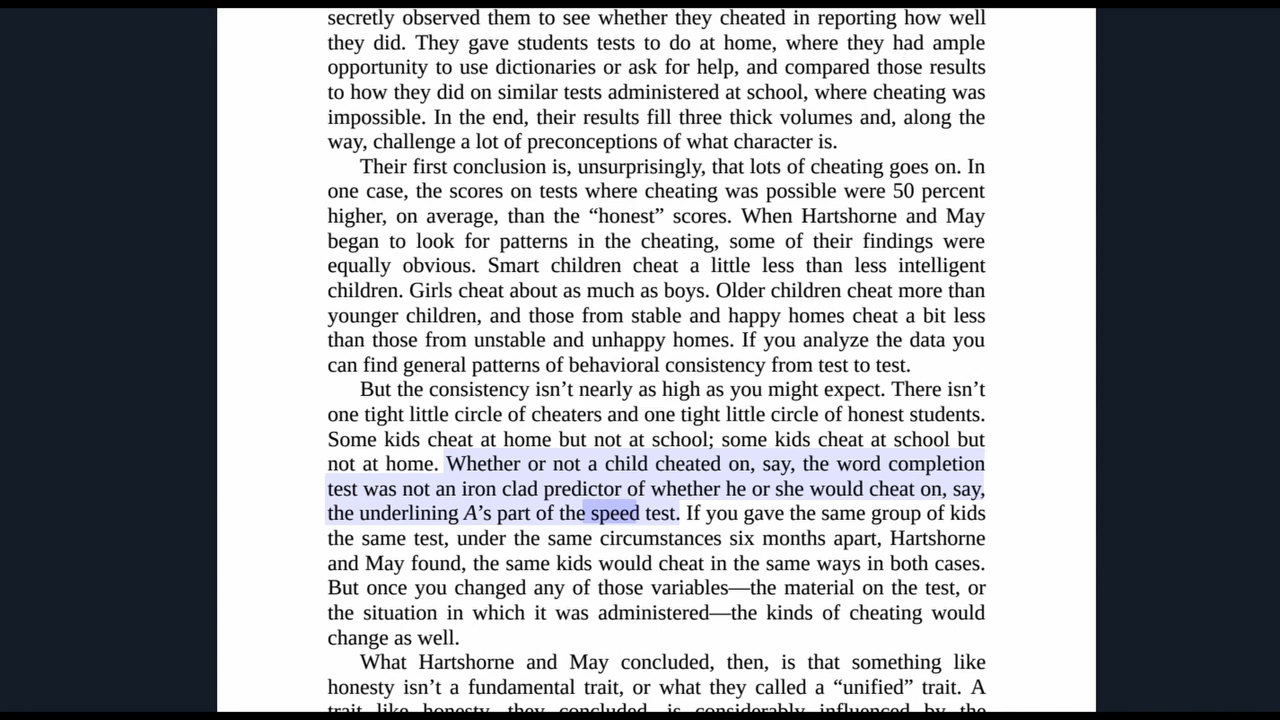 secretly observed them to see whether they cheated in reporting how well
they did. They gave students tests to do at home, where they had ample
opportunity to use dictionaries or ask for help, and compared those results
to how they did on similar tests administered at school, where cheating was
impossible. In the end, their results fill three thick volumes and, along the
way, challenge a lot of preconceptions of what character is.
Their first conclusion is, unsurprisingly, that lots of cheating goes on. In
one case, the scores on tests where cheating was possible were 50 percent
higher, on average, than the “honest” scores. When Hartshorne and May
began to look for patterns in the cheating, some of their findings were
equally obvious. Smart children cheat a little less than less intelligent
children. Girls cheat about as much as boys. Older children cheat more than
younger children, and those from stable and happy homes cheat a bit less
than those from unstable and unhappy homes. If you analyze the data you
can find general patterns of behavioral consistency from test to test.
But the consistency isn’t nearly as high as you might expect. There isn’t
one tight little circle of cheaters and one tight little circle of honest students.
Some kids cheat at home but not at school; some kids cheat at school but
not at home. Whether or not a child cheated on, say, the word completion
test was not an iron clad predictor of whether he or she would cheat on, say,
the underlining A’s part of the speed test. If you gave the same group of kids
the same test, under the same circumstances six months apart, Hartshorne
and May found, the same kids would cheat in the same ways in both cases.
But once you changed any of those variables—the material on the test, or
the situation in which it was administered—the kinds of cheating would
change as well.
What Hartshorne and May concluded, then, is that something like
honesty isn’t a fundamental trait, or what they called a “unified” trait. A
trait like honesty, they concluded, is considerably influenced by the